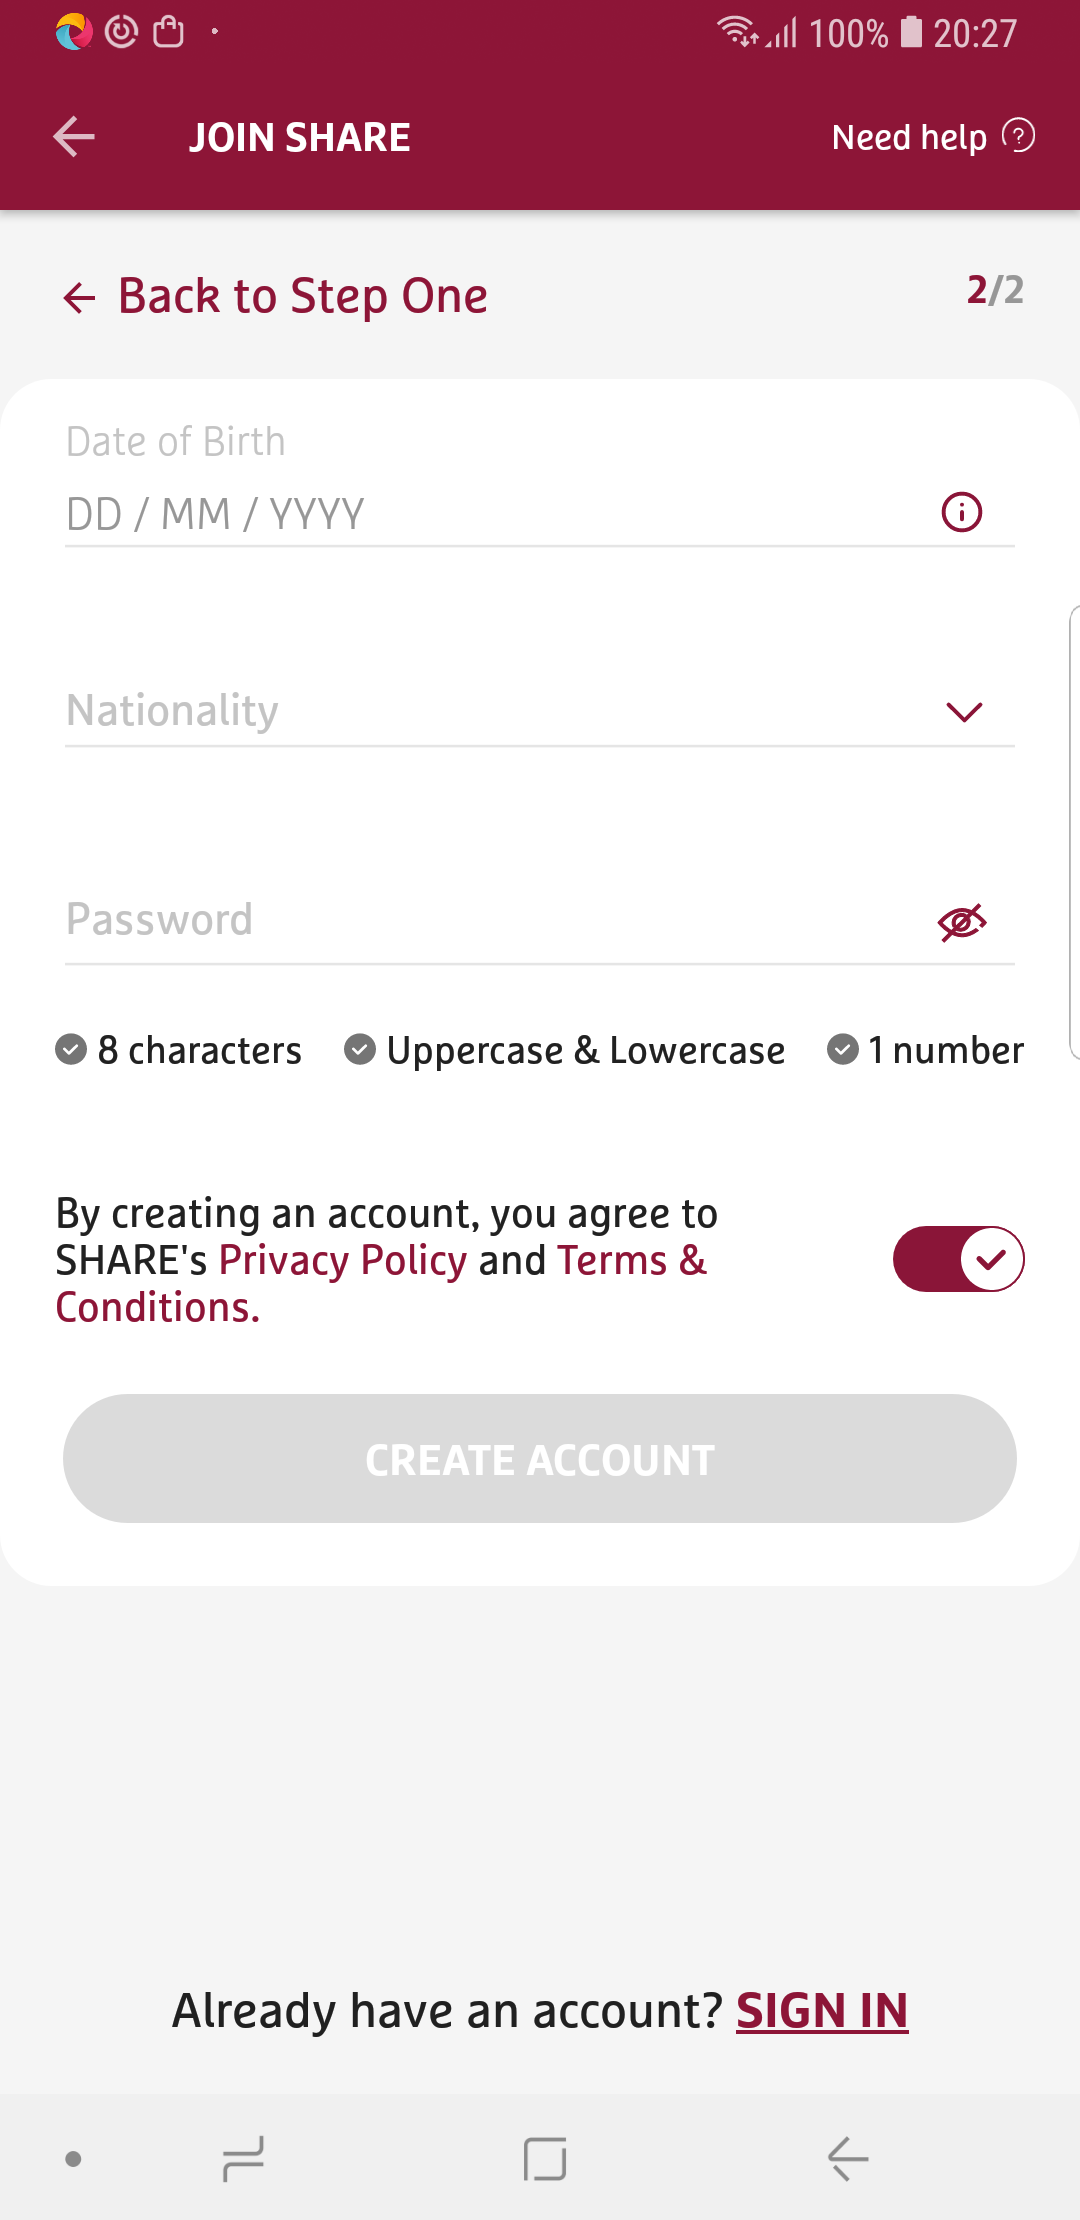 100% 20:27
JOIN SHARE
Need help
Back to Step One
2/2
Date of Birth
DD / MM / YYYY
Nationality
Password
8 characters
Uppercase & Lowercase
1 number
By creating an account, you agree to
SHARE's Privacy Policy and Terms &
Conditions.
CREATE ACCOUNT
Already have an account? SIGN IN